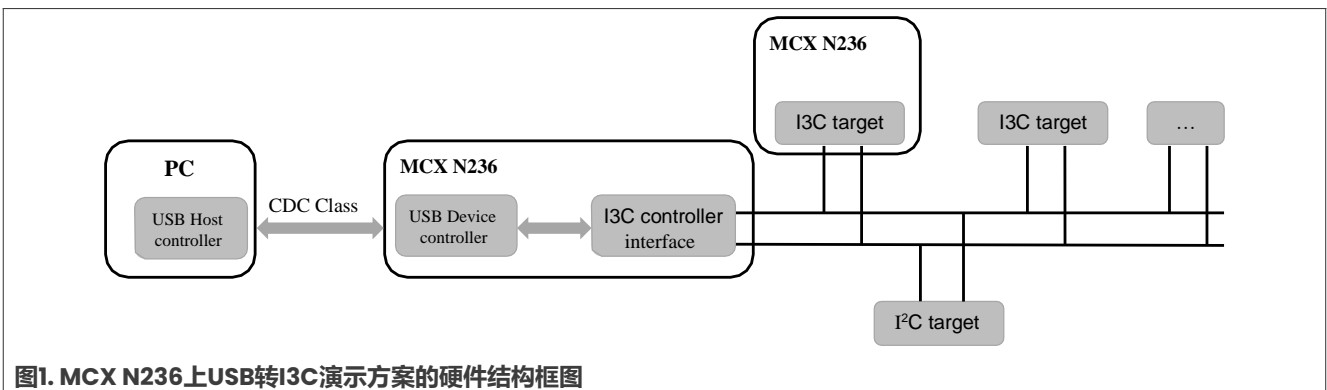 MCX N236
I3C target
I3C target
…
PC
MCX N236
USB Host
controller
CDC Class
USB Device
controller
I3C controller
interface
I²C target
图1. MCX N236上USB转I3C演示方案的硬件结构框图